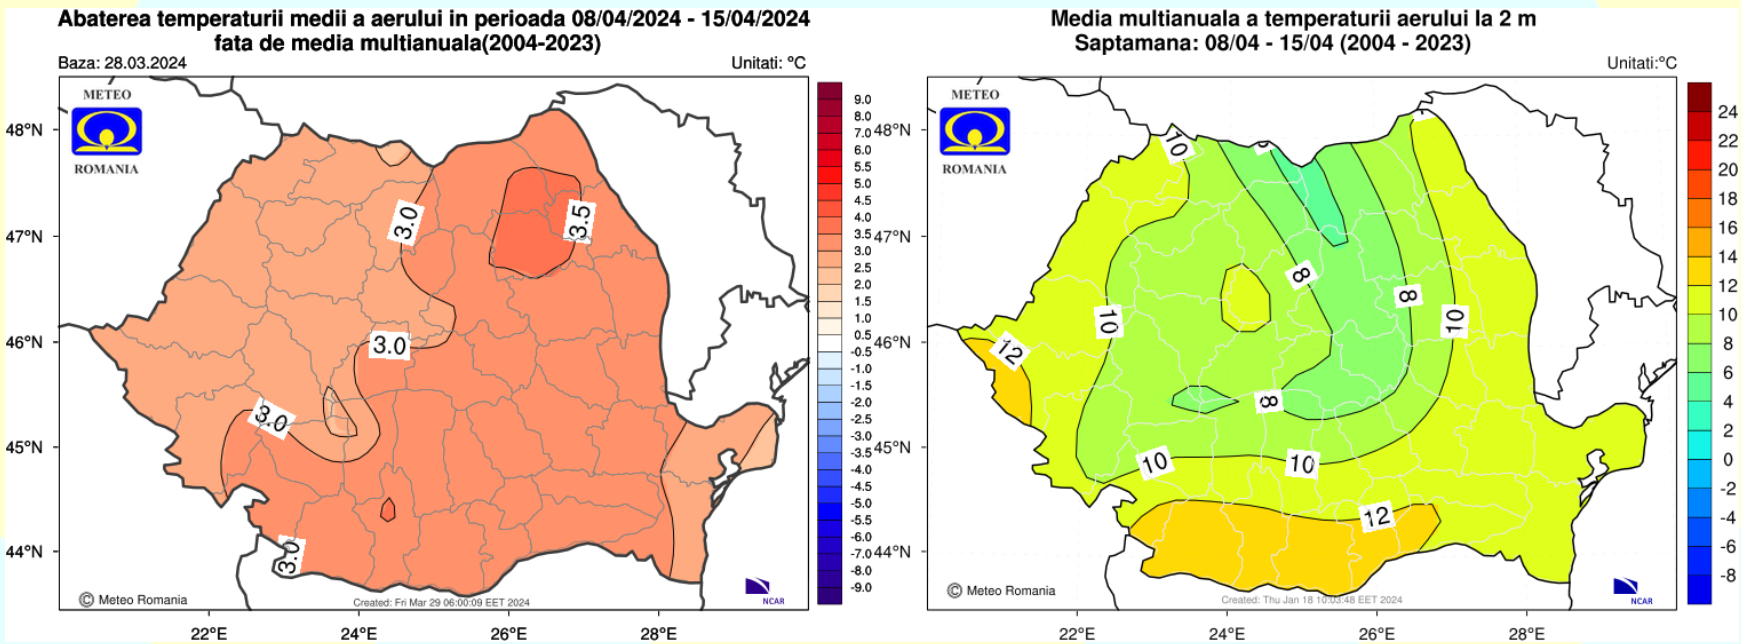 Abaterea temperaturii medii a aerului in perioada 08/04/2024 - 15/04/2024
fata de media multianuala(2004-2023)
Baza: 28.03.2024
Unitati: °C
METEO
ROMANIA
48°N
47°N
46°N
45°N
44°N
3.0
3.5
3.0
3.0
3.0
9.0
8.0
7.0
6.0
5.5
5.0
4.5
4.0
3.5
3.0
2.5
2.0
1.5
1.0
0.5
-0.5
-1.0
-1.5
-2.0
-2.5
-3.0
-3.5
-4.0
-4.5
-5.0
-5.5
-6.0
-7.0
-8.0
-9.0
© Meteo Romania
Created: Fri Mar 29 06:00:09 EET 2024
NCAR
22°E
24°E
26°E
28°E
Media multianuala a temperaturii aerului la 2 m
Saptamana: 08/04 - 15/04 (2004 - 2023)
Unitati:°C
METEO
ROMANIA
48°N
47°N
46°N
45°N
44°N
10
8
8
10
10
12
8
10
10
12
24
22
20
18
16
14
12
10
8
6
4
2
0
-2
-4
-6
-8
© Meteo Romania
Created: Thu Jan 18 10:03:48 EET 2024
NCAR
22°E
24°E
26°E
28°E